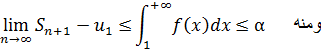 ومنه lim_{n→∞} S_{n+1} − u_1 ≤ ∫_1^{+∞} f(x)dx ≤ α